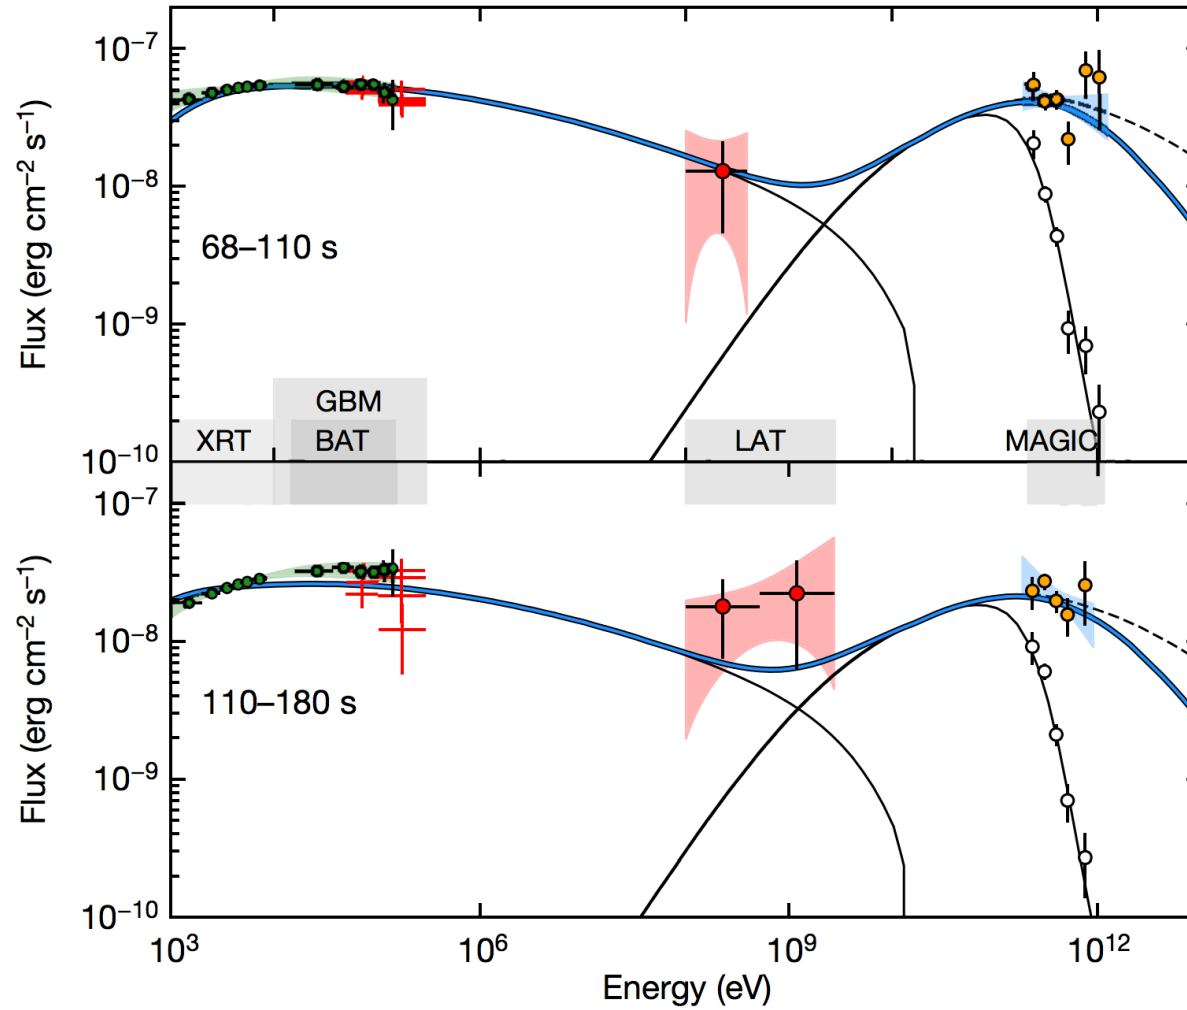 10⁻⁷
10⁻⁸
10⁻⁹
10⁻¹⁰
Flux (erg cm⁻² s⁻¹)
68–110 s
GBM
XRT
BAT
LAT
MAGIC
10⁻⁷
10⁻⁸
10⁻⁹
10⁻¹⁰
Flux (erg cm⁻² s⁻¹)
110–180 s
10³
10⁶
10⁹
10¹²
Energy (eV)